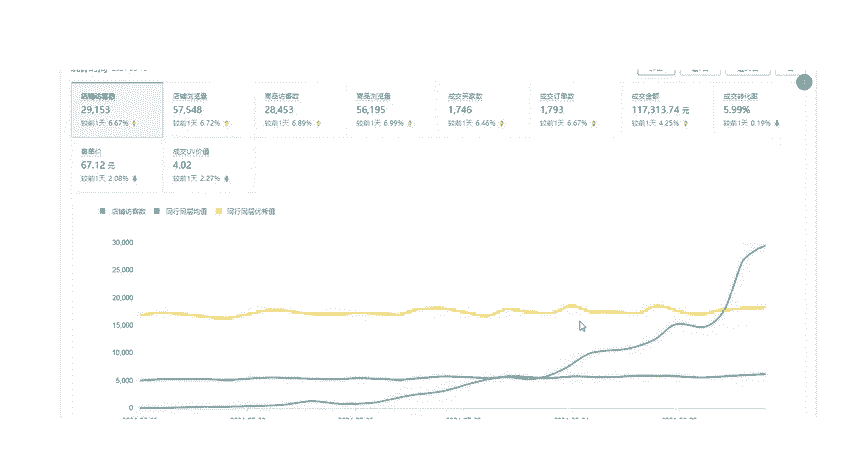 店铺访客数 店铺浏览量 商品访客数 商品浏览量 成交买家数 成交订单数 成交金额 成交转化率
29,153 57,548 28,453 56,195 1,746 1,793 117,313.74 元 5.99%
较前1天 6.67% 较前1天 6.72% 较前1天 6.89% 较前1天 6.99% 较前1天 6.46% 较前1天 6.67% 较前1天 4.25% 较前1天 0.19%
客单价 成交UV价值
67.12 元 4.02
较前1天 2.08% 较前1天 2.27%
店铺访客数 同行同层均值 同行同层优秀值
30,000
25,000
20,000
15,000
10,000
5,000
0